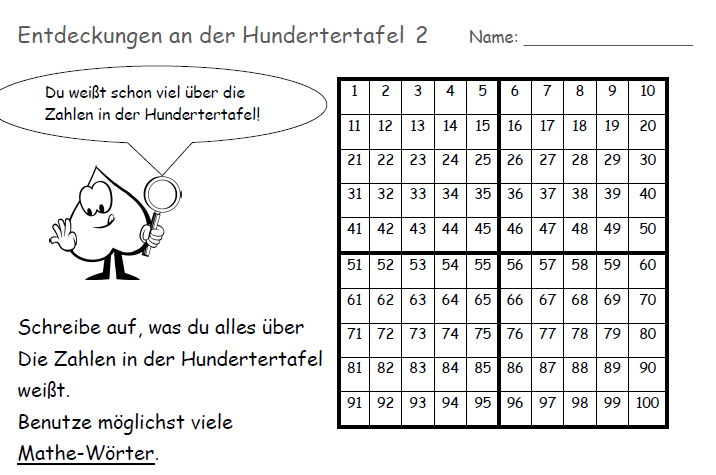 Entdeckungen an der Hundertertafel 2 Name: ____________________
Du weißt schon viel über die
Zahlen in der Hundertertafel!
1 2 3 4 5 6 7 8 9 10
11 12 13 14 15 16 17 18 19 20
21 22 23 24 25 26 27 28 29 30
31 32 33 34 35 36 37 38 39 40
41 42 43 44 45 46 47 48 49 50
51 52 53 54 55 56 57 58 59 60
61 62 63 64 65 66 67 68 69 70
71 72 73 74 75 76 77 78 79 80
81 82 83 84 85 86 87 88 89 90
91 92 93 94 95 96 97 98 99 100
Schreibe auf, was du alles über
Die Zahlen in der Hundertertafel
weißt.
Benutze möglichst viele
Mathe-Wörter.